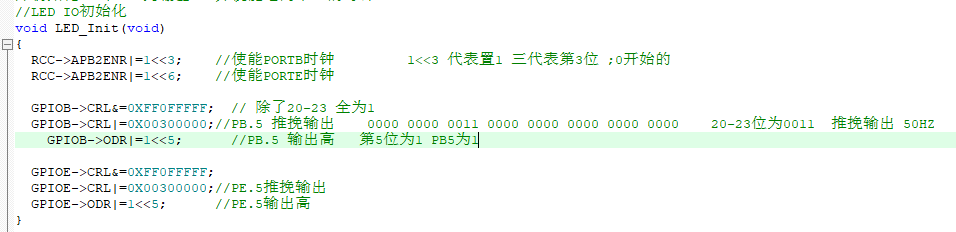 //LED IO初始化
void LED_Init(void)
{
RCC->APB2ENR|=1<<3; //使能PORTB时钟 1<<3 代表置1 三代表第3位 ;0开始的
RCC->APB2ENR|=1<<6; //使能PORTE时钟
GPIOB->CRL&=0XFF0FFFFF; // 除了20-23 全为1
GPIOB->CRL|=0X00300000;//PB.5 推挽输出 0000 0000 0011 0000 0000 0000 0000 0000 20-23位为0011 推挽输出 50HZ
GPIOB->ODR|=1<<5; //PB.5 输出高 第5位为1 PB5为1
GPIOE->CRL&=0XFF0FFFFF;
GPIOE->CRL|=0X00300000;//PE.5推挽输出
GPIOE->ODR|=1<<5; //PE.5输出高
}